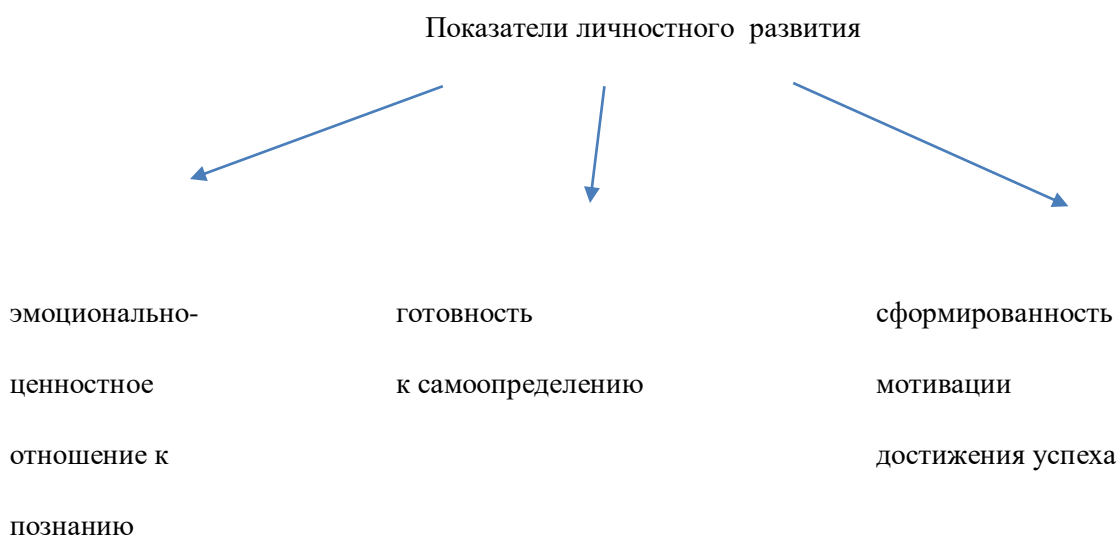 Показатели личностного развития
эмоционально-
ценностное
отношение к
познанию
готовность
к самоопределению
сформированность
мотивации
достижения успеха